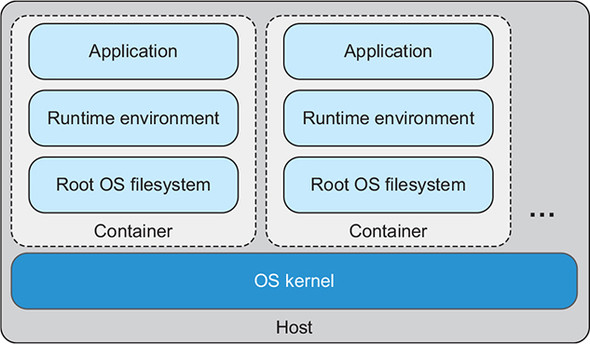 Application
Runtime environment
Root OS filesystem
Container
Application
Runtime environment
Root OS filesystem
Container
...
OS kernel
Host